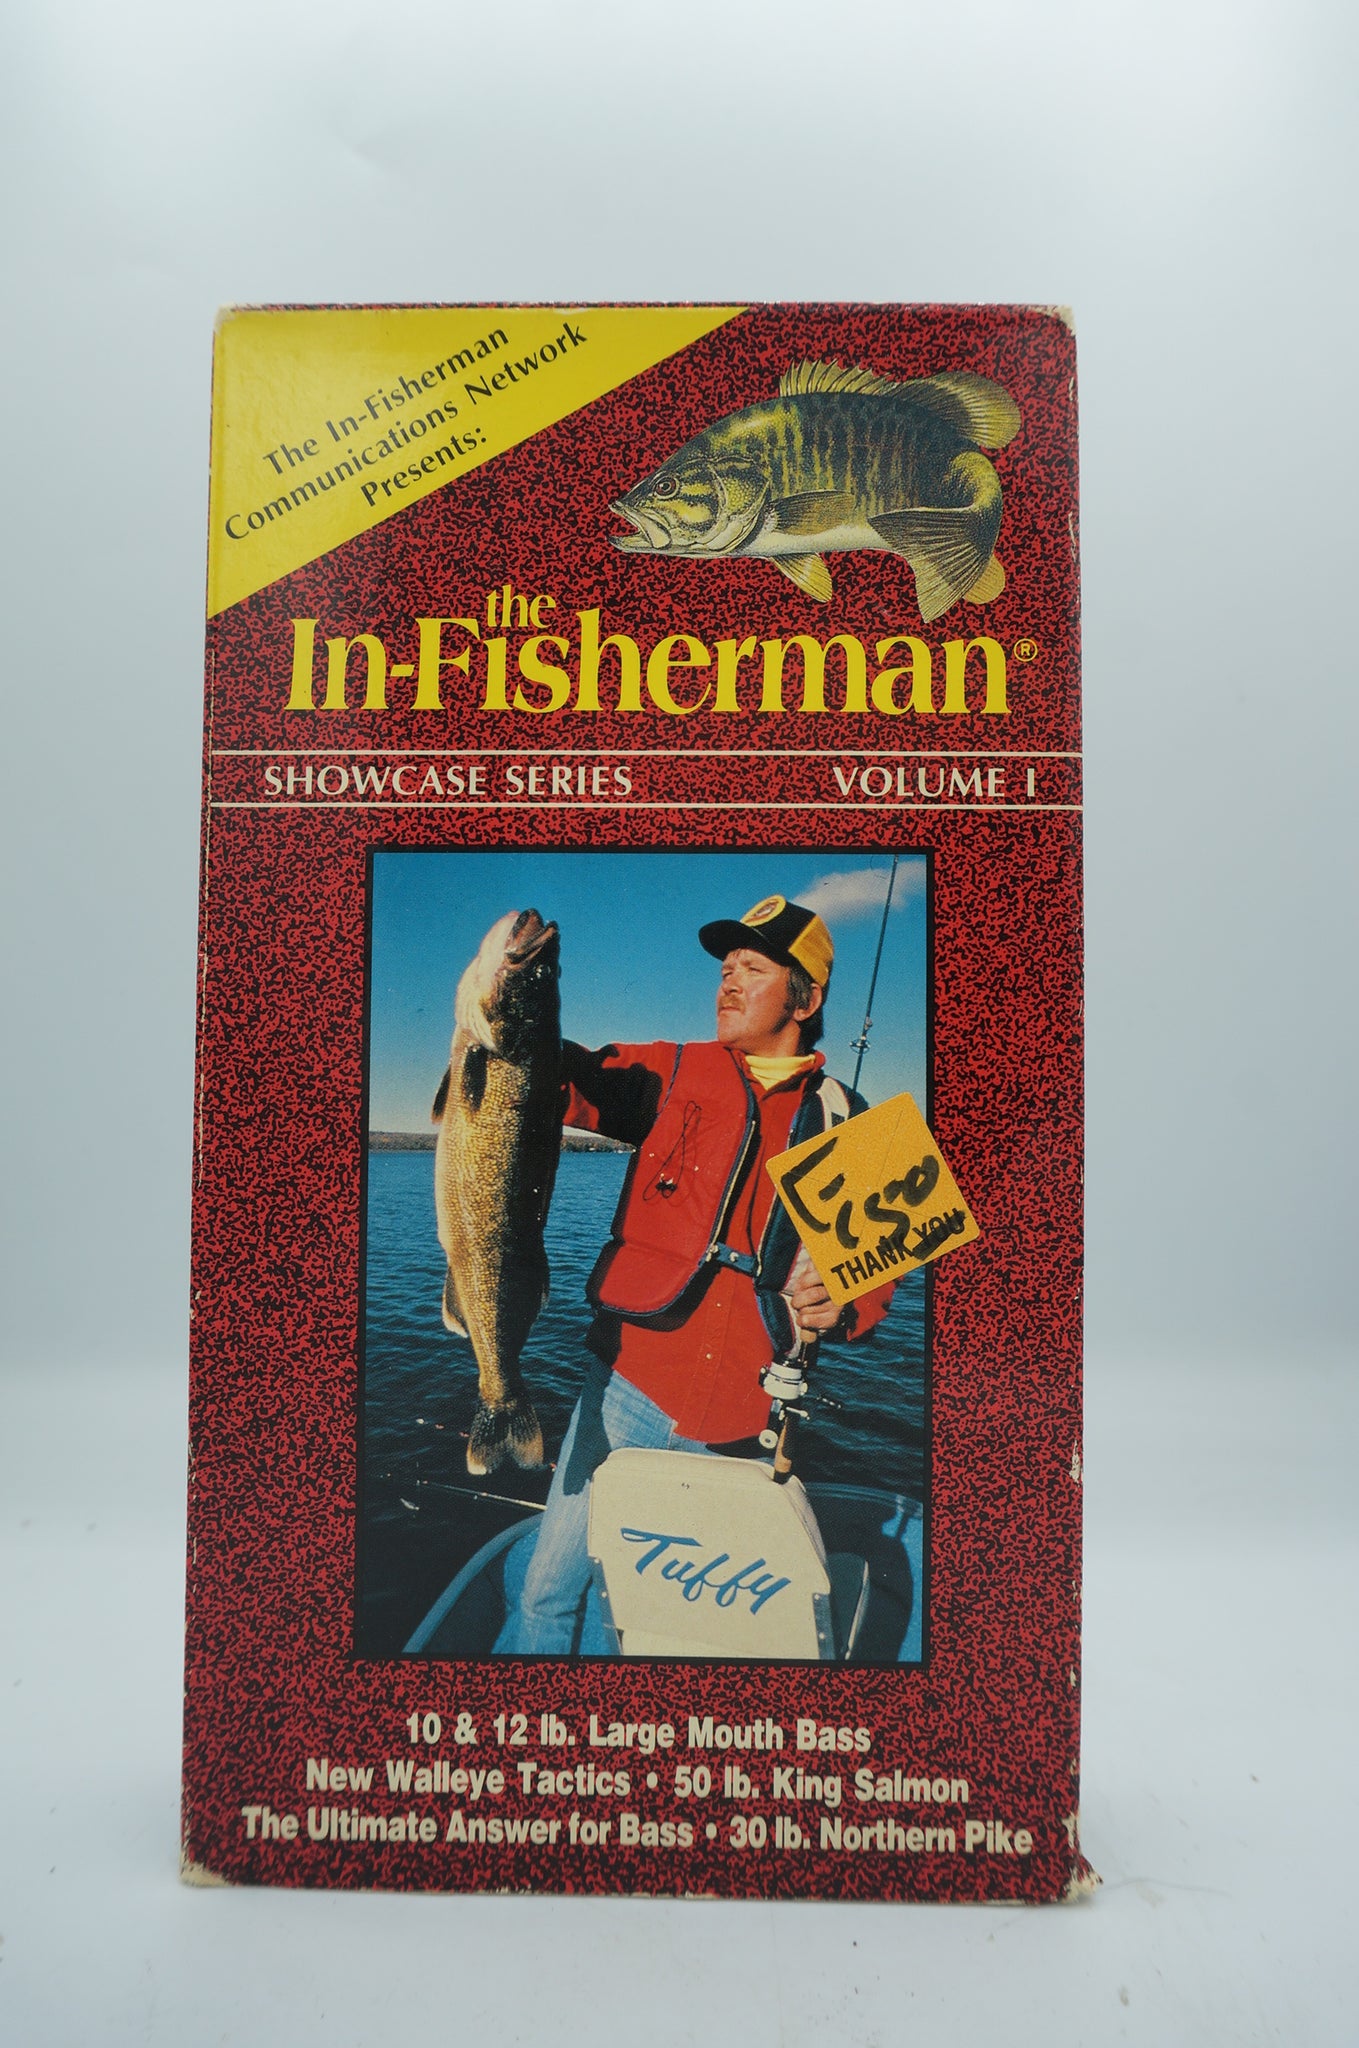 The In-Fisherman
Communications Network
Presents:
the
In-Fisherman®
SHOWCASE SERIES VOLUME I
THANK YOU
Tuffy
10 & 12 lb. Large Mouth Bass
New Walleye Tactics • 50 lb. King Salmon
The Ultimate Answer for Bass • 30 lb. Northern Pike